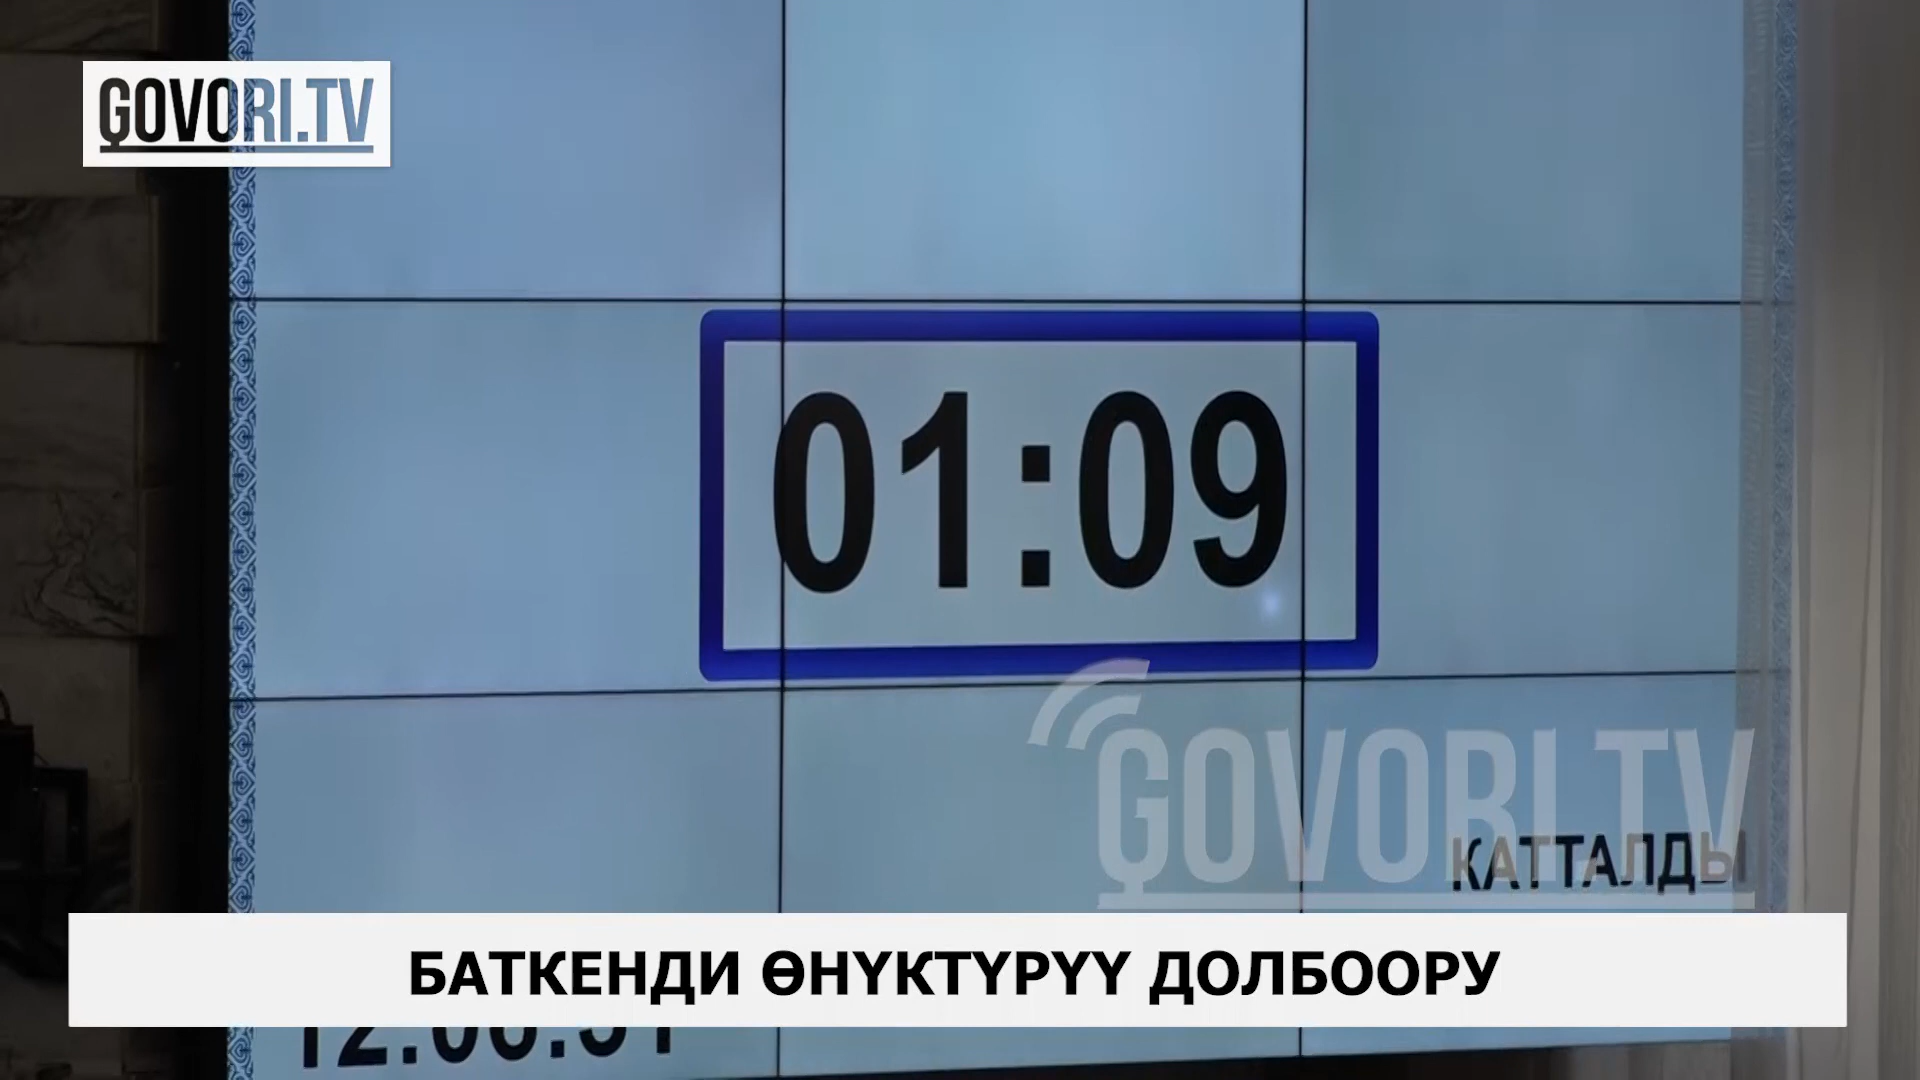 GOVORI.TV
01:09
GOVORI.TV
КАТТАЛДЫ
БАТКЕНДИ ӨНҮКТҮРҮҮ ДОЛБООРУ